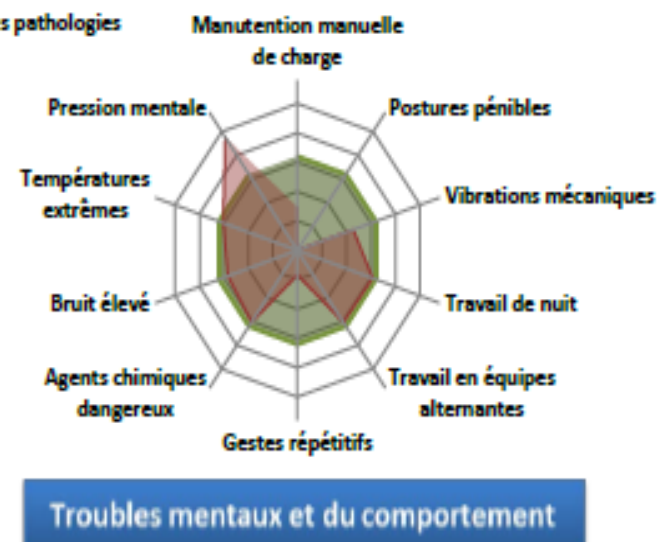 s pathologies
Manutention manuelle
de charge
Pression mentale
Postures pénibles
Températures
extrêmes
Vibrations mécaniques
Bruit élevé
Travail de nuit
Agents chimiques
dangereux
Travail en équipes
alternantes
Gestes répétitifs
Troubles mentaux et du comportement